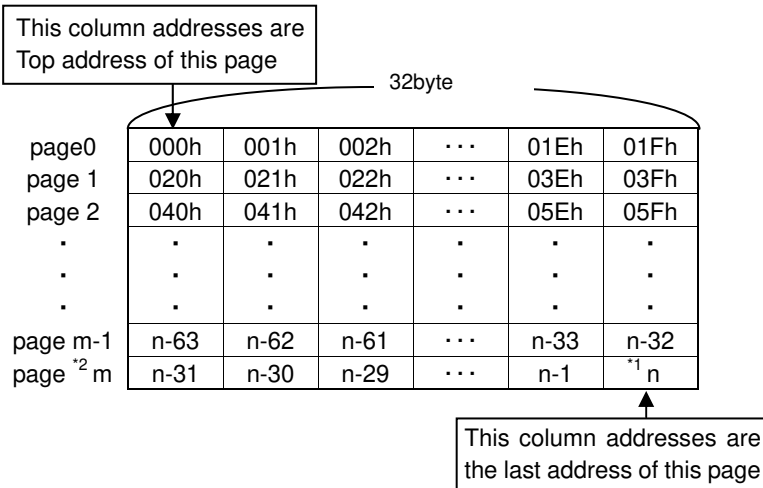 This column addresses are
Top address of this page
32byte
page0 000h 001h 002h ··· 01Eh 01Fh
page 1 020h 021h 022h ··· 03Eh 03Fh
page 2 040h 041h 042h ··· 05Eh 05Fh
. . . . . . .
. . . . . . .
. . . . . . .
page m-1 n-63 n-62 n-61 ··· n-33 n-32
page *2 m n-31 n-30 n-29 ··· n-1 *1 n
This column addresses are
the last address of this page